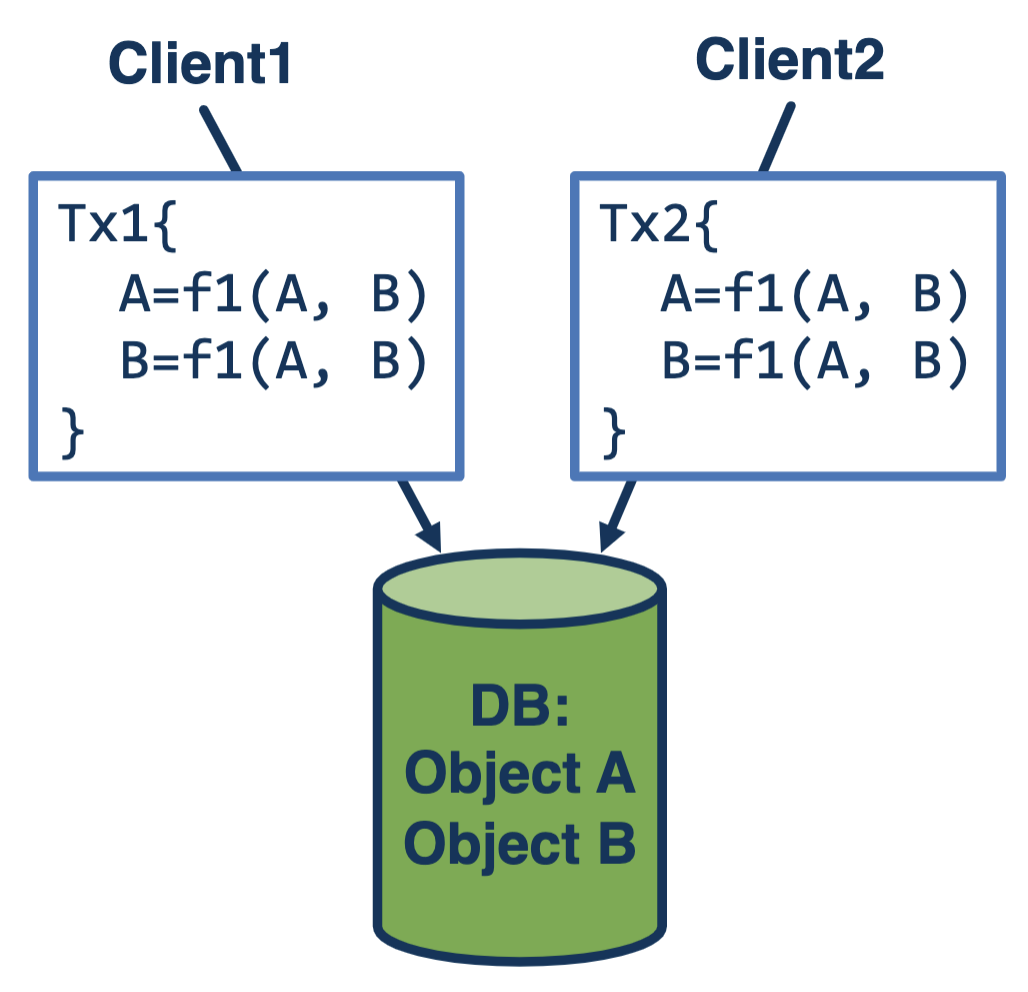 Client1
Client2
Tx1{
  A=f1(A, B)
  B=f1(A, B)
}
Tx2{
  A=f1(A, B)
  B=f1(A, B)
}
DB:
Object A
Object B